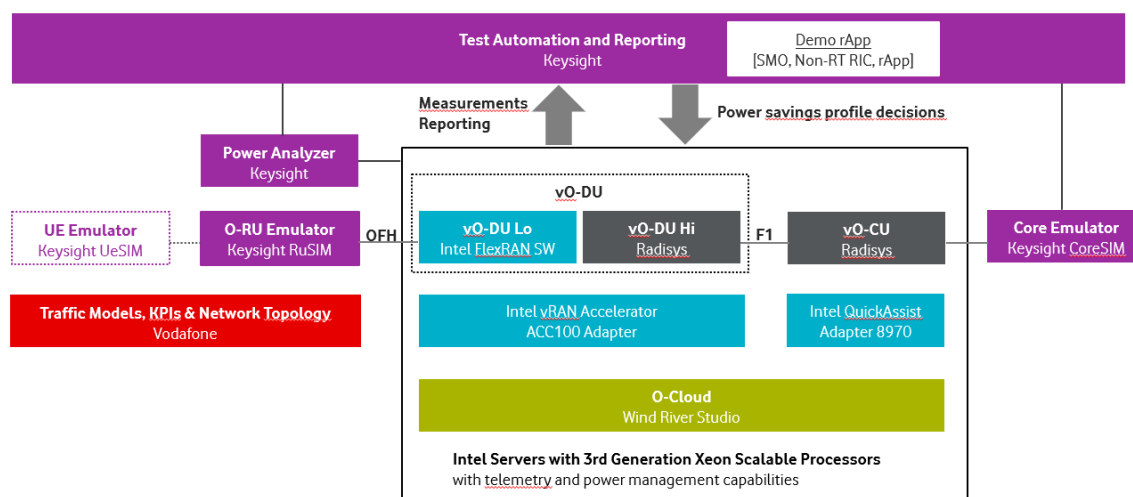 Test Automation and Reporting
Keysight
Demo rApp
[SMO, Non-RT RIC, rApp]
Measurements
Reporting
Power savings profile decisions
Power Analyzer
Keysight
vO-DU
UE Emulator
Keysight UeSIM
O-RU Emulator
Keysight RuSIM
OFH
vO-DU Lo
Intel FlexRAN SW
vO-DU Hi
Radisys
F1
vO-CU
Radisys
Core Emulator
Keysight CoreSIM
Traffic Models, KPIs & Network Topology
Vodafone
Intel vRAN Accelerator
ACC100 Adapter
Intel QuickAssist
Adapter 8970
O-Cloud
Wind River Studio
Intel Servers with 3rd Generation Xeon Scalable Processors
with telemetry and power management capabilities